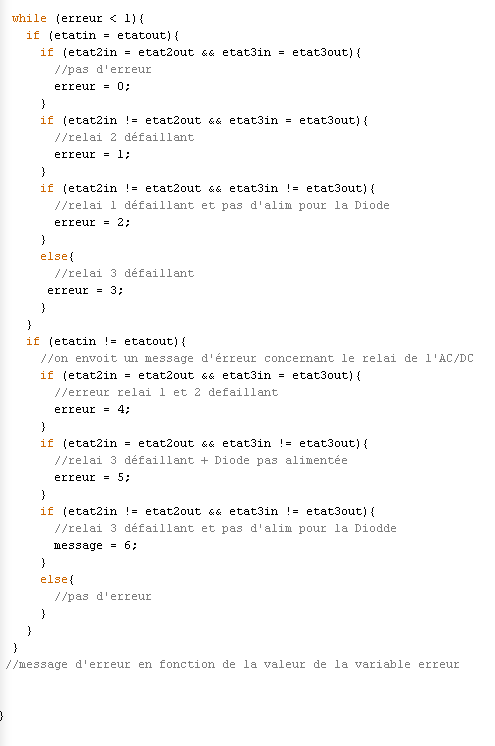 while (erreur < 1){
if (etatin = etatout){
if (etat2in = etat2out && etat3in = etat3out){
//pas d'erreur
erreur = 0;
}
if (etat2in != etat2out && etat3in = etat3out){
//relai 2 défaillant
erreur = 1;
}
if (etat2in != etat2out && etat3in != etat3out){
//relai 1 défaillant et pas d'alim pour la Diode
erreur = 2;
}
else{
//relai 3 défaillant
erreur = 3;
}
}
if (etatin != etatout){
//on envoit un message d'érreur concernant le relai de l'AC/DC
if (etat2in = etat2out && etat3in = etat3out){
//erreur relai 1 et 2 defaillant
erreur = 4;
}
if (etat2in = etat2out && etat3in != etat3out){
//relai 3 défaillant + Diode pas alimentée
erreur = 5;
}
if (etat2in != etat2out && etat3in != etat3out){
//relai 3 défaillant et pas d'alim pour la Diodde
message = 6;
}
else{
//pas d'erreur
}
}
}
//message d'erreur en fonction de la valeur de la variable erreur
}